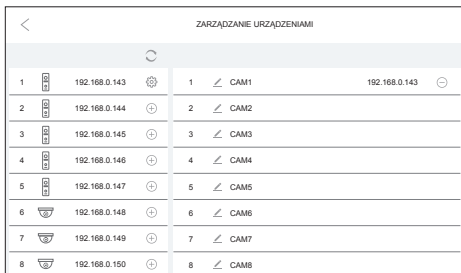 ZARZĄDZANIE URZĄDZENIAMI
1 192.168.0.143 1 CAM1 192.168.0.143
2 192.168.0.144 2 CAM2
3 192.168.0.145 3 CAM3
4 192.168.0.146 4 CAM4
5 192.168.0.147 5 CAM5
6 192.168.0.148 6 CAM6
7 192.168.0.149 7 CAM7
8 192.168.0.150 8 CAM8